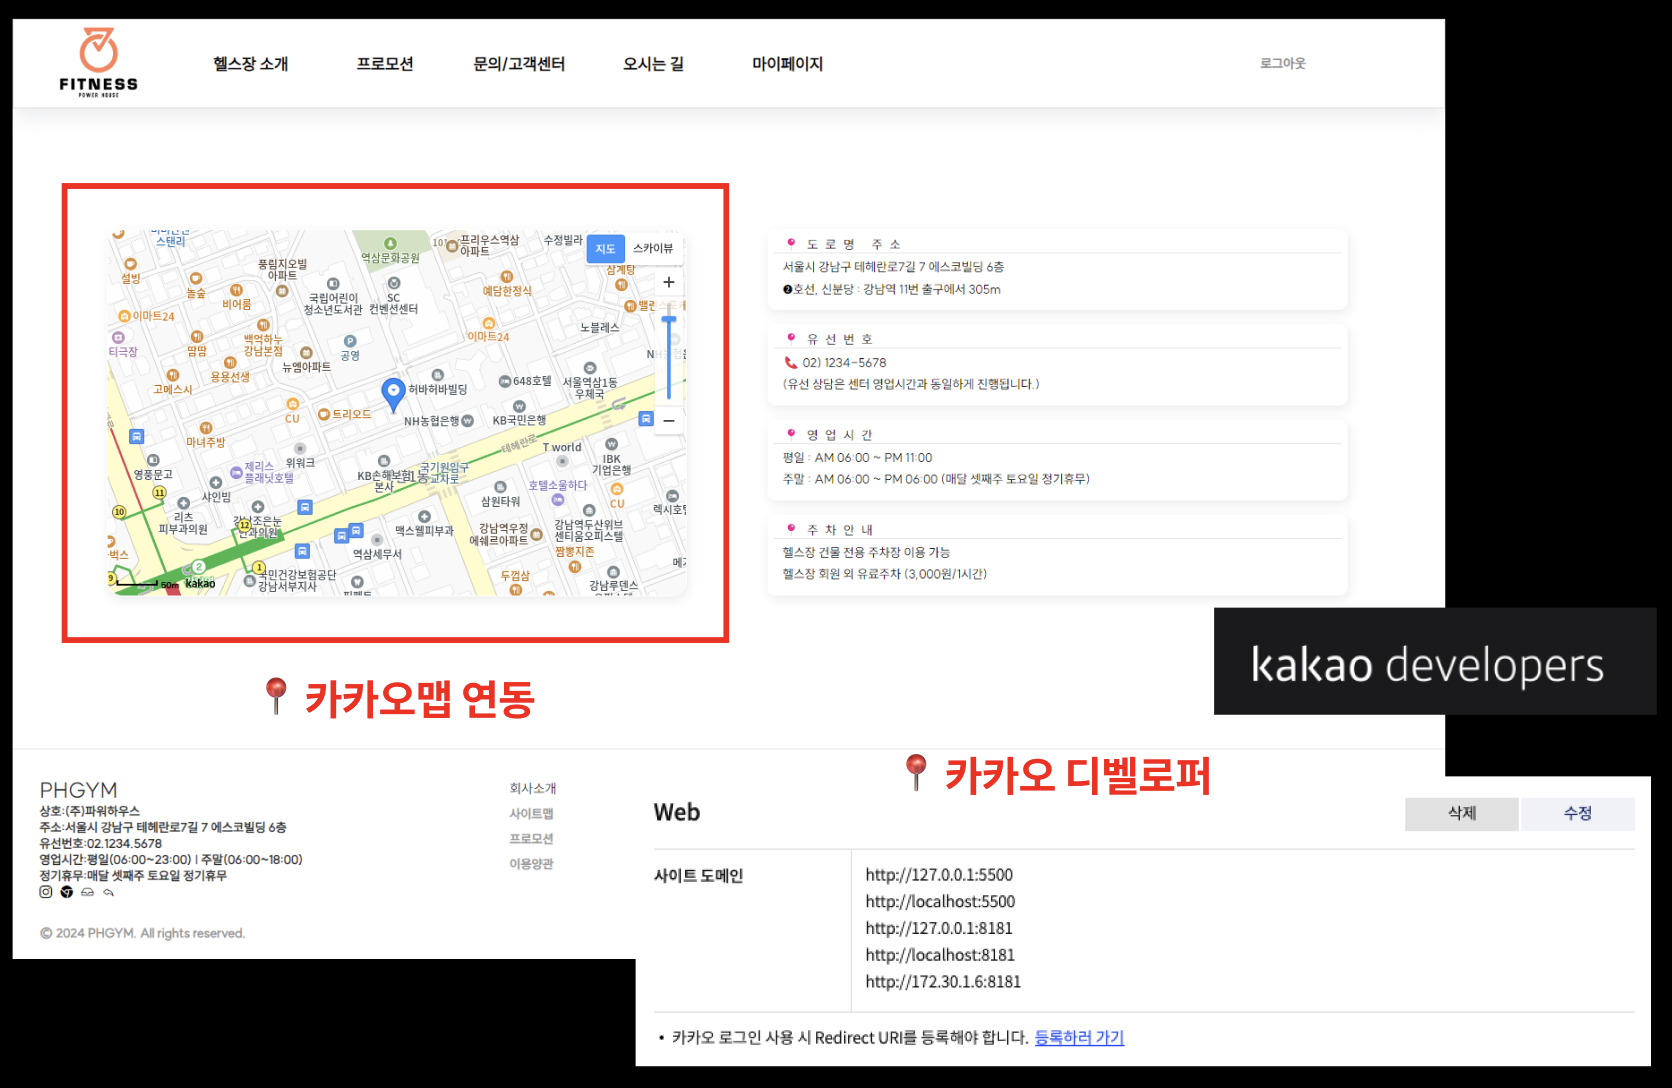 FITNESS
POWER HOUSE
헬스장 소개
프로모션
문의/고객센터
오시는 길
마이페이지
로그아웃
스탠리
설빙
놀숲
풍림지오빌
아파트
비어룸
역삼문화공원
프리우스역삼
아파트
수정빌라
지도
스카이뷰
삼계탕
국립어린이
청소년도서관
SC
컨벤션센터
예담한정식
이마트24
티극장
땀땀
백억하누
강남본점
용용선생
뉴엠아파트
공영
이마트24
노블레스
고메스시
허바허바빌딩
648호텔
서울역삼1동
우체국
CU
트리오드
NH농협은행
KB국민은행
마녀주방
위워크
영풍문고
제리스
플래닛호텔
샤인빔
KB손해보험
본사
국기원입구
교차로
테헤란로
T world
IBK
기업은행
호텔소울하다
삼원타워
CU
렉시호텔
11
10
12
리츠
피부과의원
강남조은눈
안과의원
맥스웰피부과
강남역우정
에쉐르아파트
강남역두산위브
센티움오피스텔
짬뽕지존
역삼세무서
2
1
9
50m
kakao
국민건강보험공단
강남서부지사
두껍삼
강남루덴스
도로명 주소
서울시 강남구 테헤란로7길 7 에스코빌딩 6층
❷호선, 신분당 : 강남역 11번 출구에서 305m
유선번호
02) 1234-5678
(유선 상담은 센터 영업시간과 동일하게 진행됩니다.)
영업시간
평일 : AM 06:00 ~ PM 11:00
주말 : AM 06:00 ~ PM 06:00 (매달 셋째주 토요일 정기휴무)
주차안내
헬스장 건물 전용 주차장 이용 가능
헬스장 회원 외 유료주차 (3,000원/1시간)
kakao developers
카카오맵 연동
카카오 디벨로퍼
PHGYM
상호:(주)파워하우스
주소:서울시 강남구 테헤란로7길 7 에스코빌딩 6층
유선번호:02.1234.5678
영업시간:평일(06:00~23:00) | 주말(06:00~18:00)
정기휴무:매달 셋째주 토요일 정기휴무
© 2024 PHGYM. All rights reserved.
회사소개
사이트맵
프로모션
이용양관
Web
삭제
수정
사이트 도메인
http://127.0.0.1:5500
http://localhost:5500
http://127.0.0.1:8181
http://localhost:8181
http://172.30.1.6:8181
• 카카오 로그인 사용 시 Redirect URI를 등록해야 합니다. 등록하러 가기